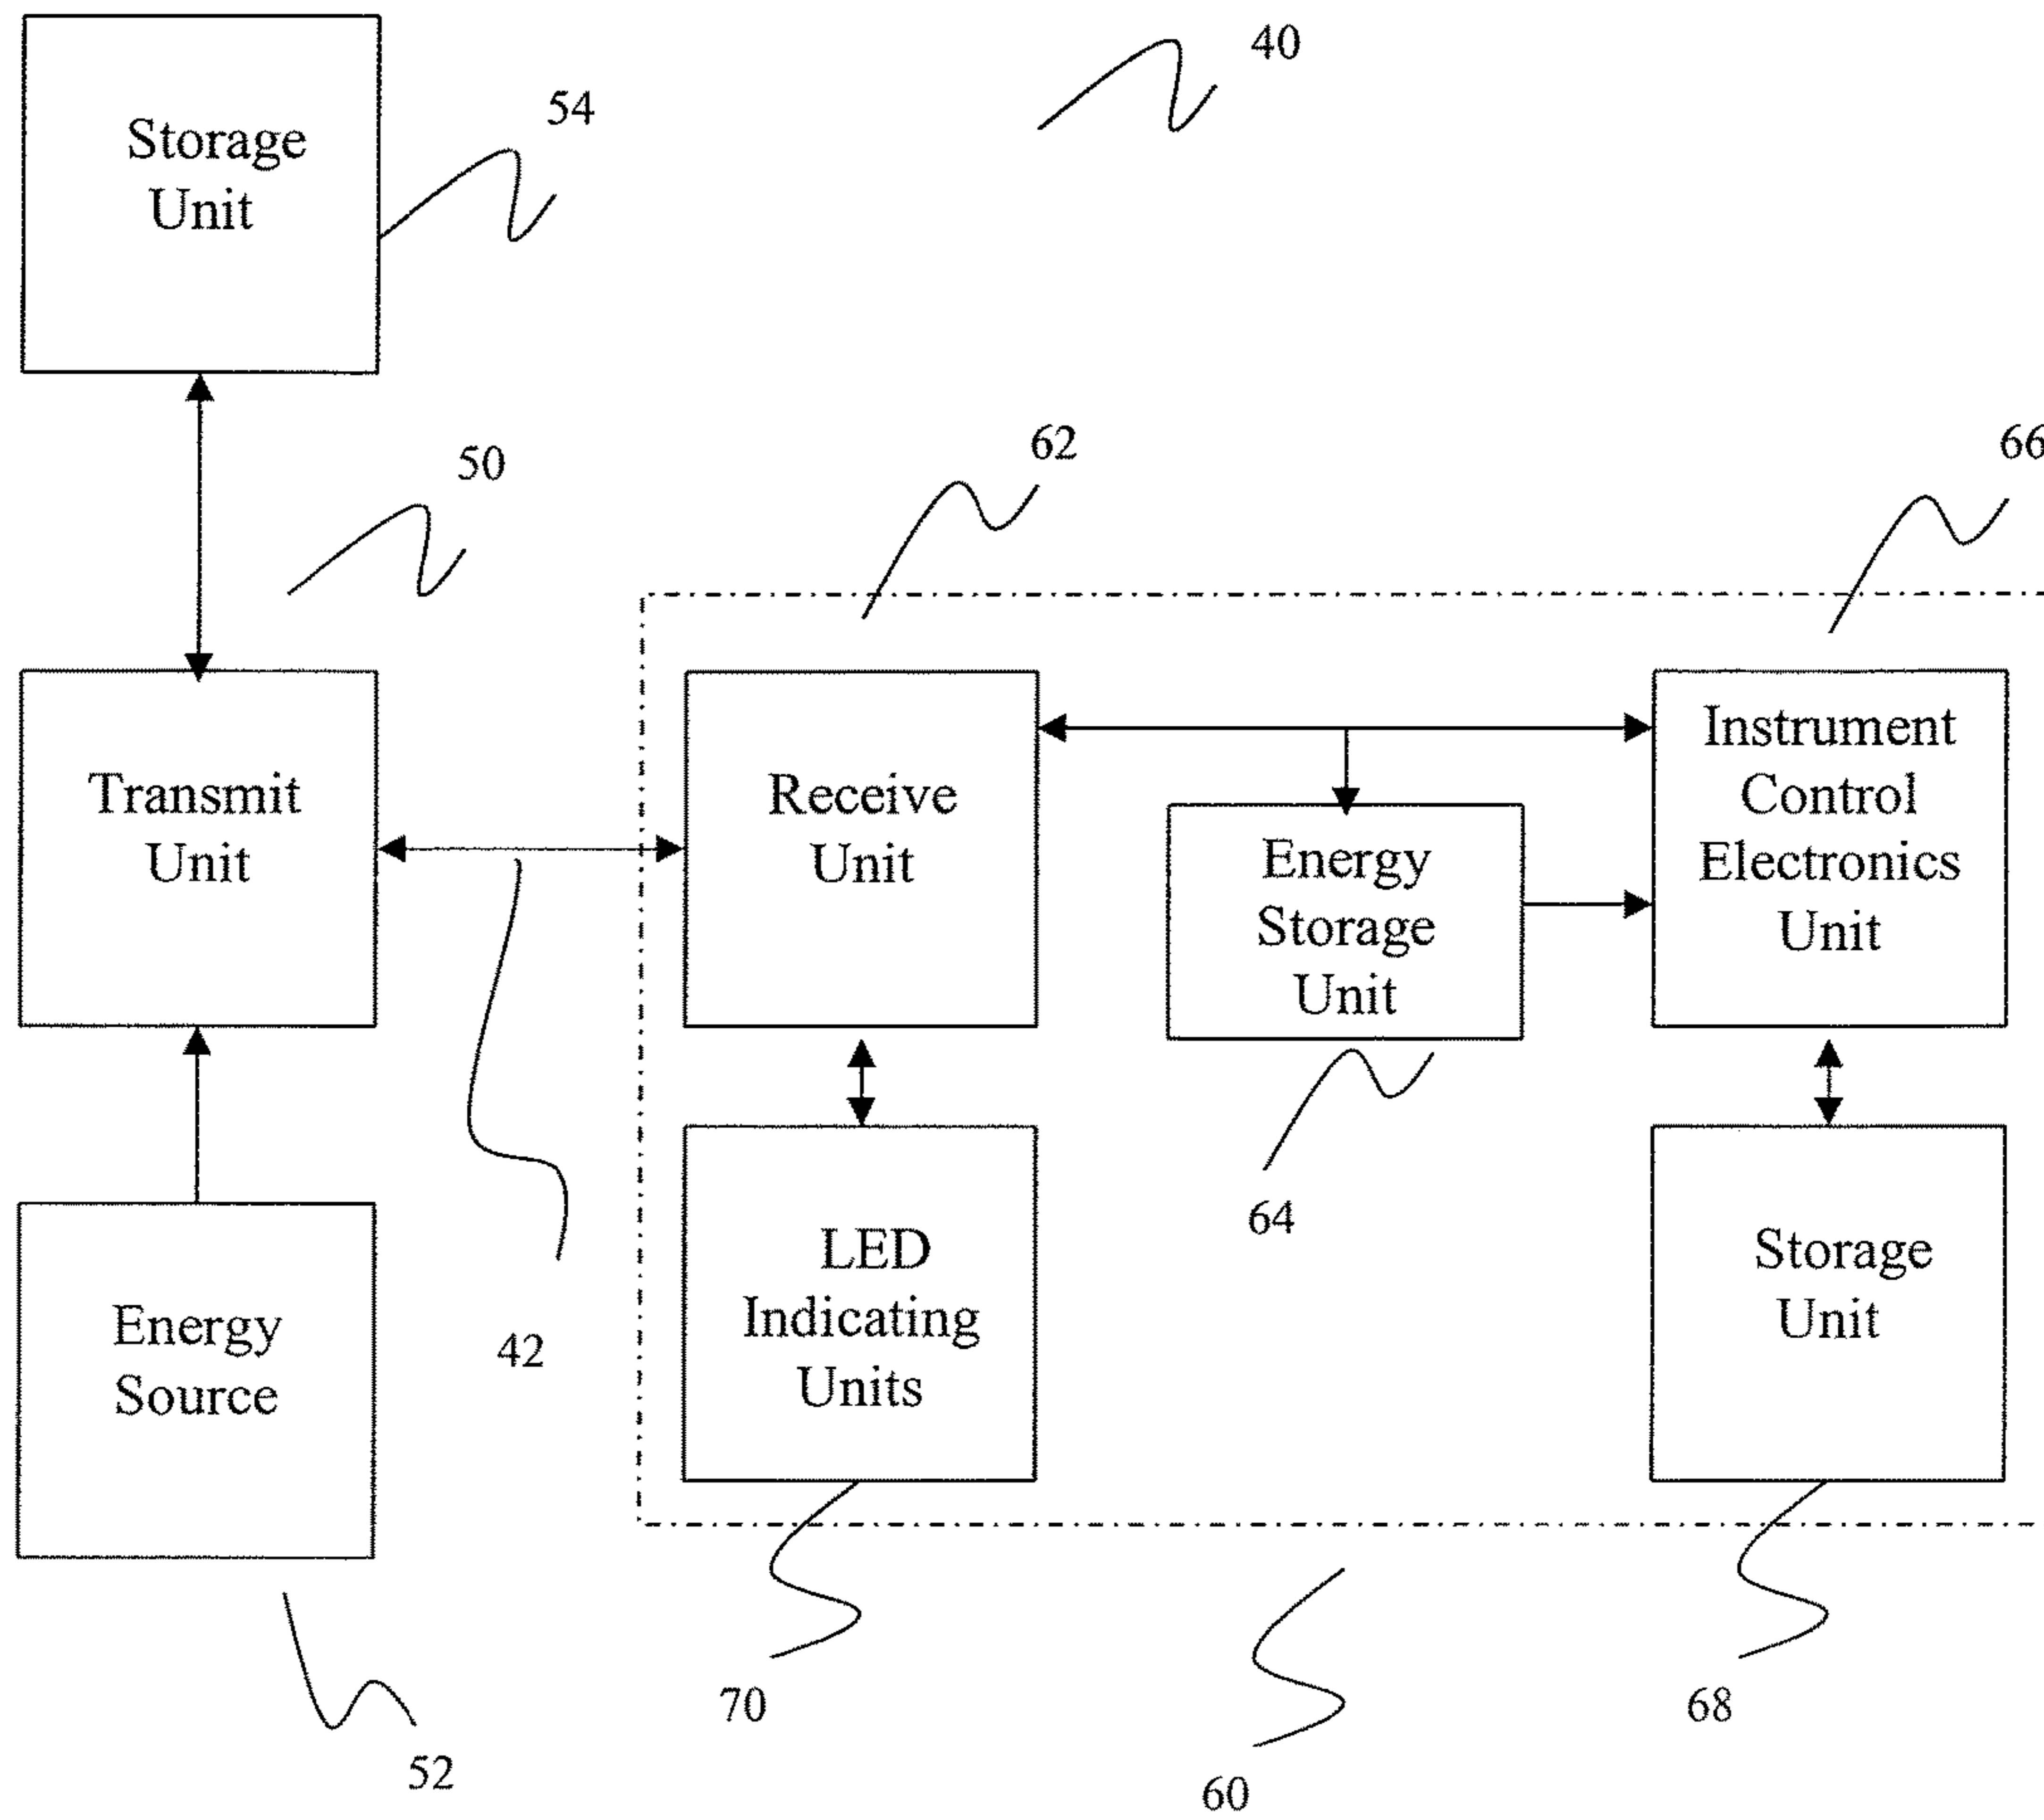 40
Storage
Unit
54
50
62
66
Transmit
Unit
Receive
Unit
Energy
Storage
Unit
Instrument
Control
Electronics
Unit
42
64
Energy
Source
LED
Indicating
Units
Storage
Unit
52
70
60
68